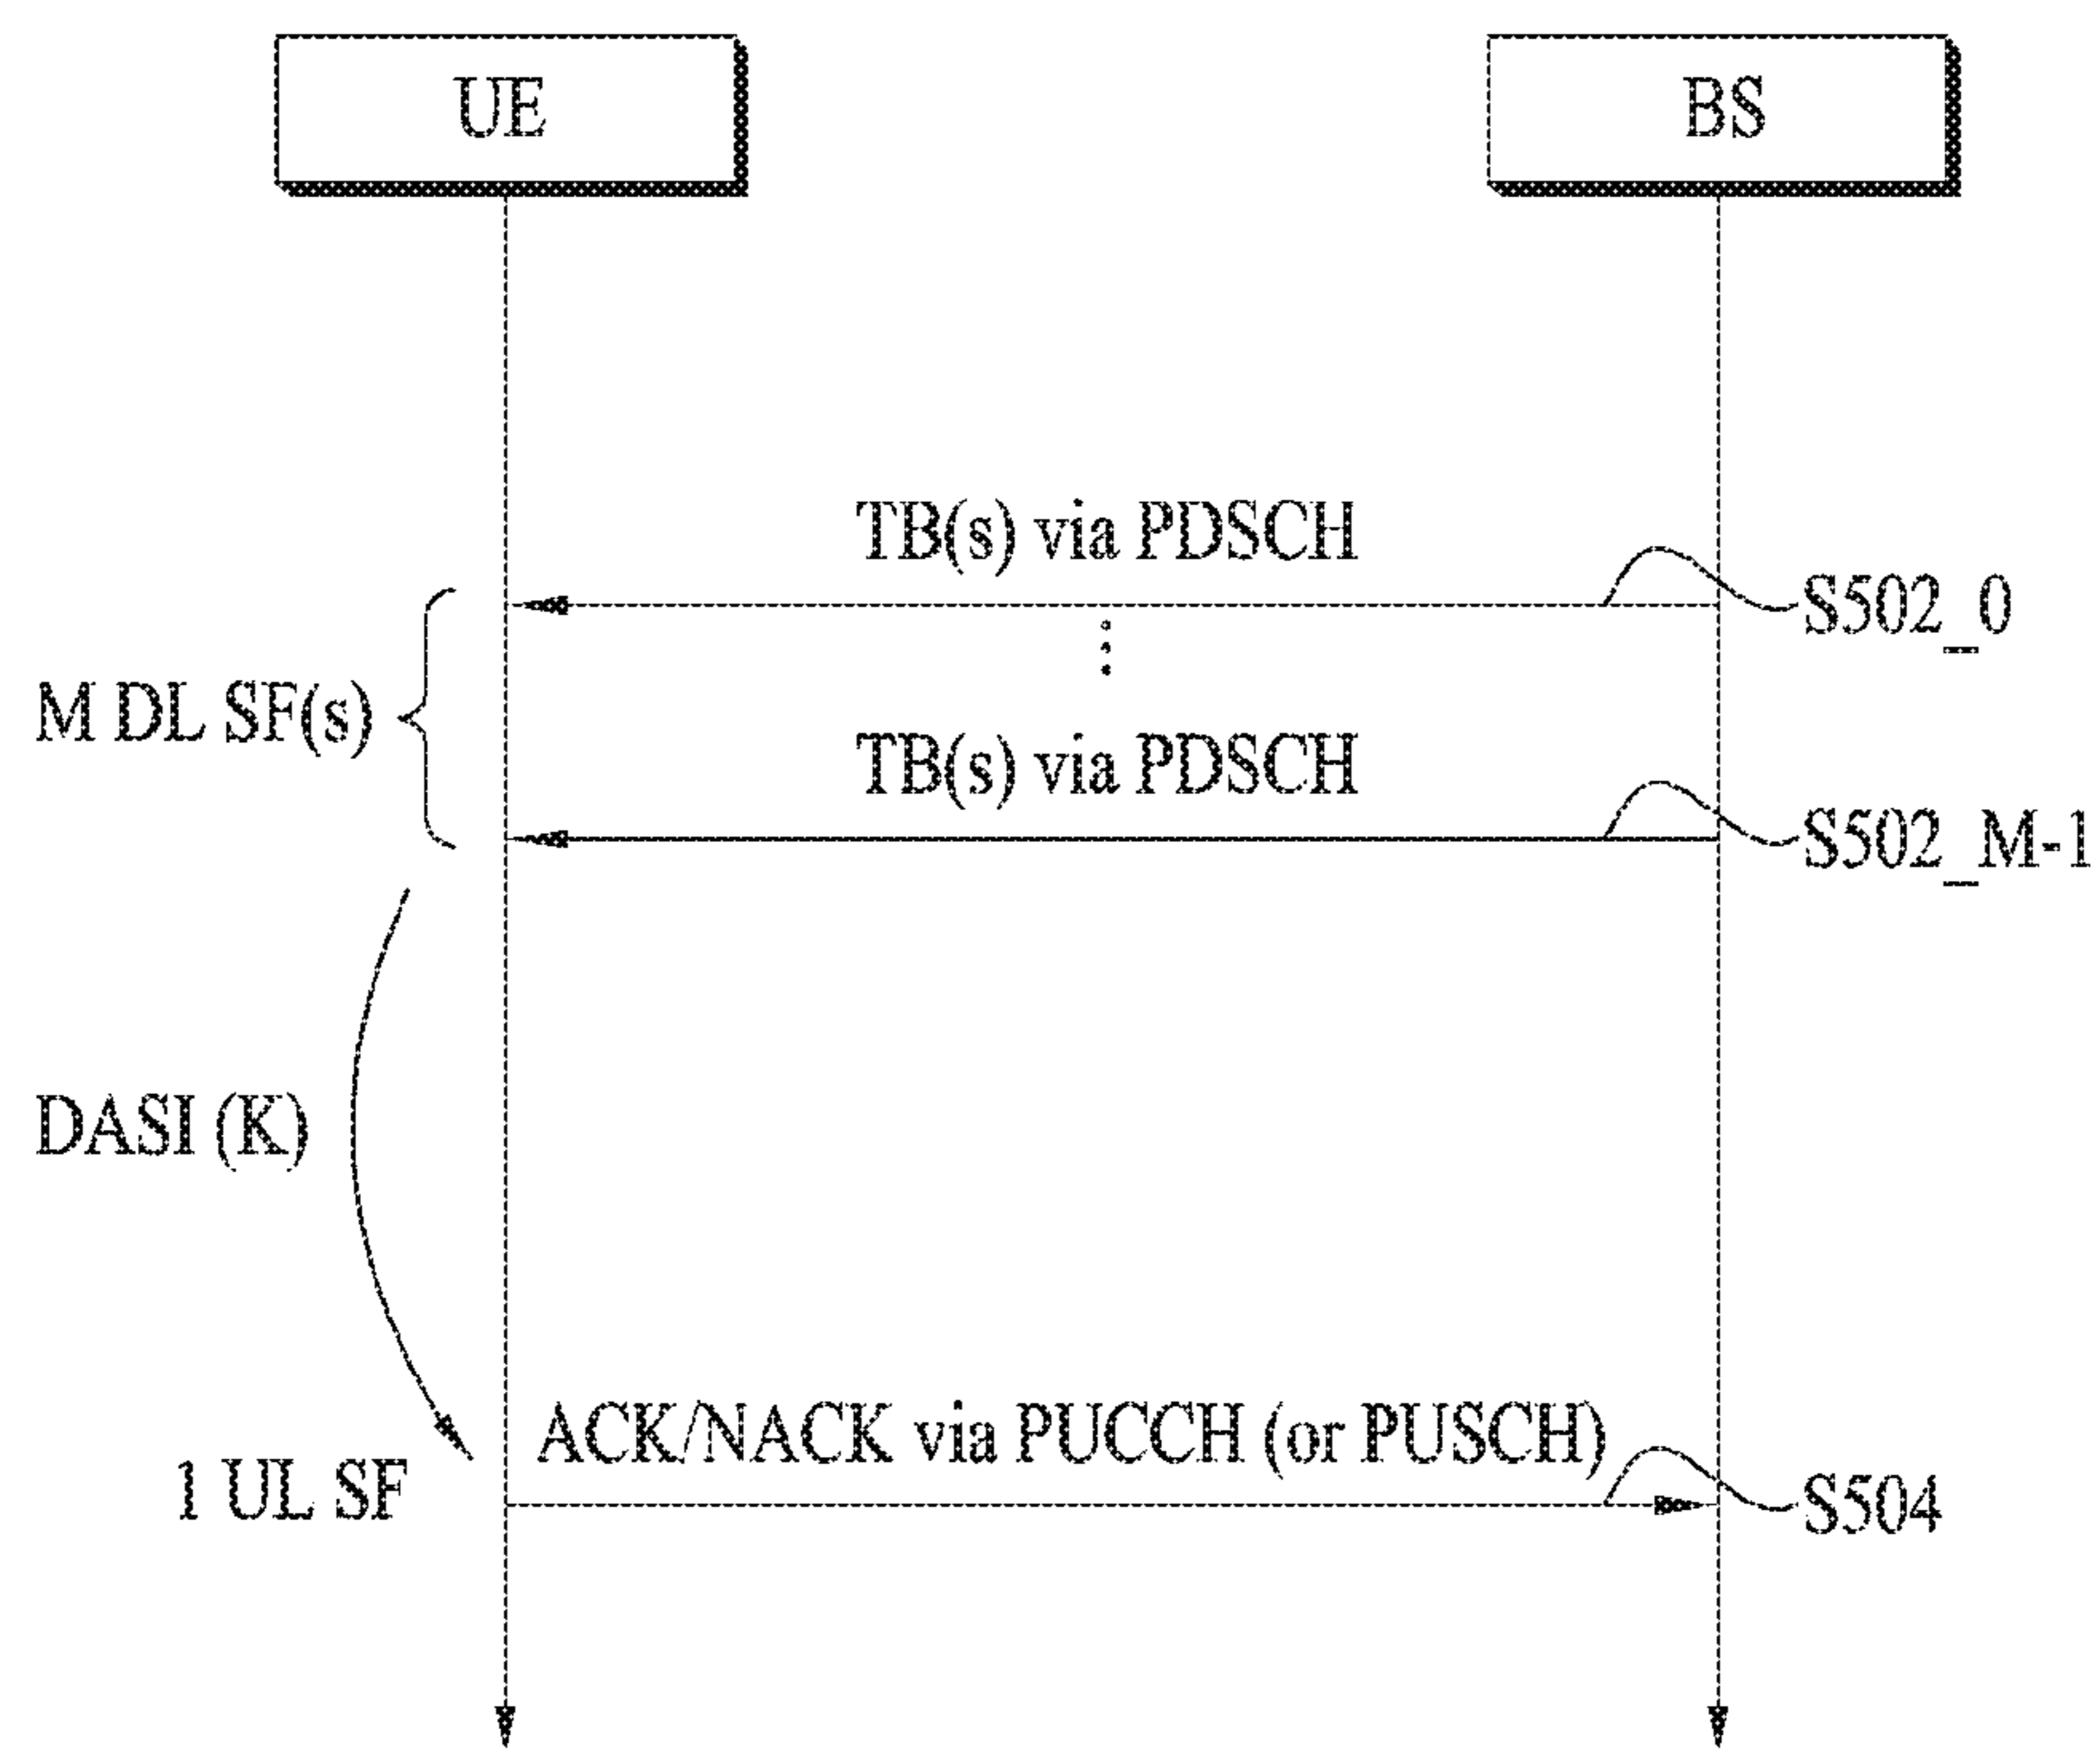 UE
BS
TB(s) via PDSCH
S502_0
M DL SF(s)
TB(s) via PDSCH
S502_M-1
DASI (K)
ACK/NACK via PUCCH (or PUSCH)
1 UL SF
S504